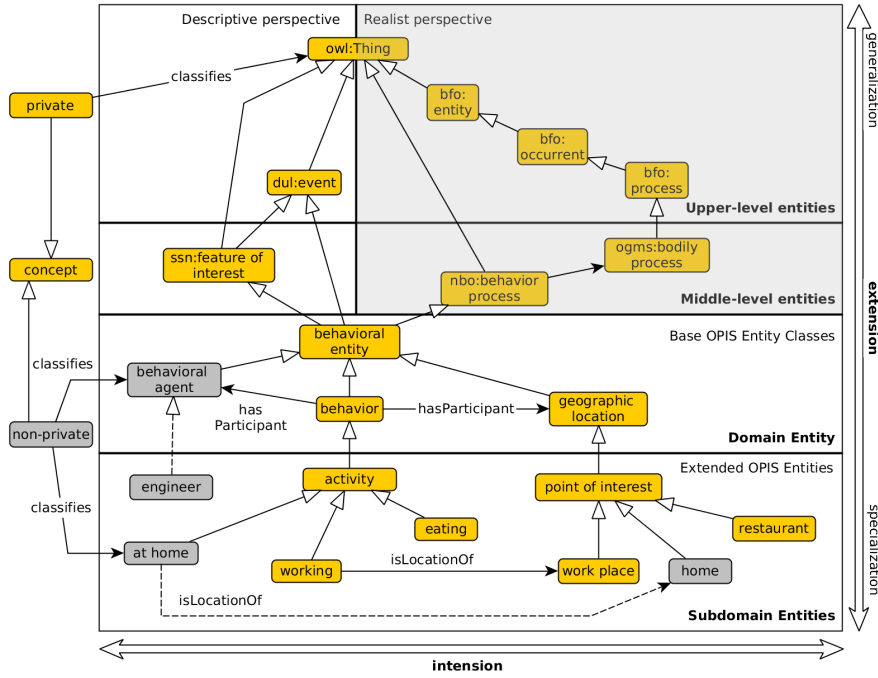 Descriptive perspective
Realist perspective
generalization
owl:Thing
classifies
private
bfo:
entity
bfo:
occurrent
bfo:
process
dul:event
Upper-level entities
ssn:feature of
interest
ogms:bodily
process
concept
nbo:behavior
process
Middle-level entities
extension
behavioral
entity
Base OPIS Entity Classes
classifies
behavioral
agent
has
Participant
behavior
hasParticipant
geographic
location
non-private
Domain Entity
engineer
activity
Extended OPIS Entities
point of interest
classifies
specialization
eating
restaurant
at home
working
isLocationOf
work place
home
isLocationOf
Subdomain Entities
intension